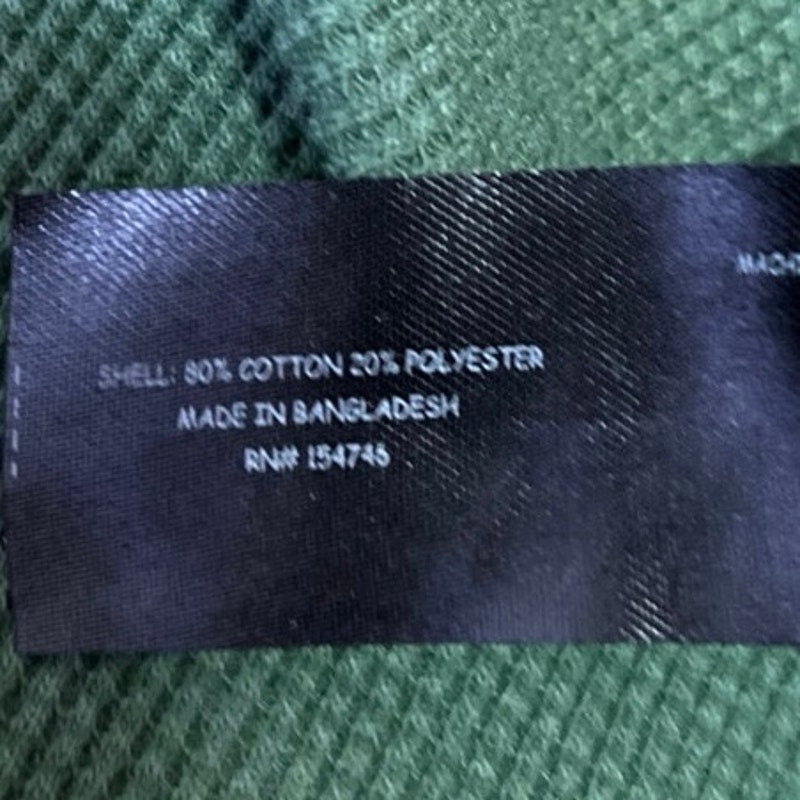 SHELL: 80% COTTON 20% POLYESTER
MADE IN BANGLADESH
RN# 154746